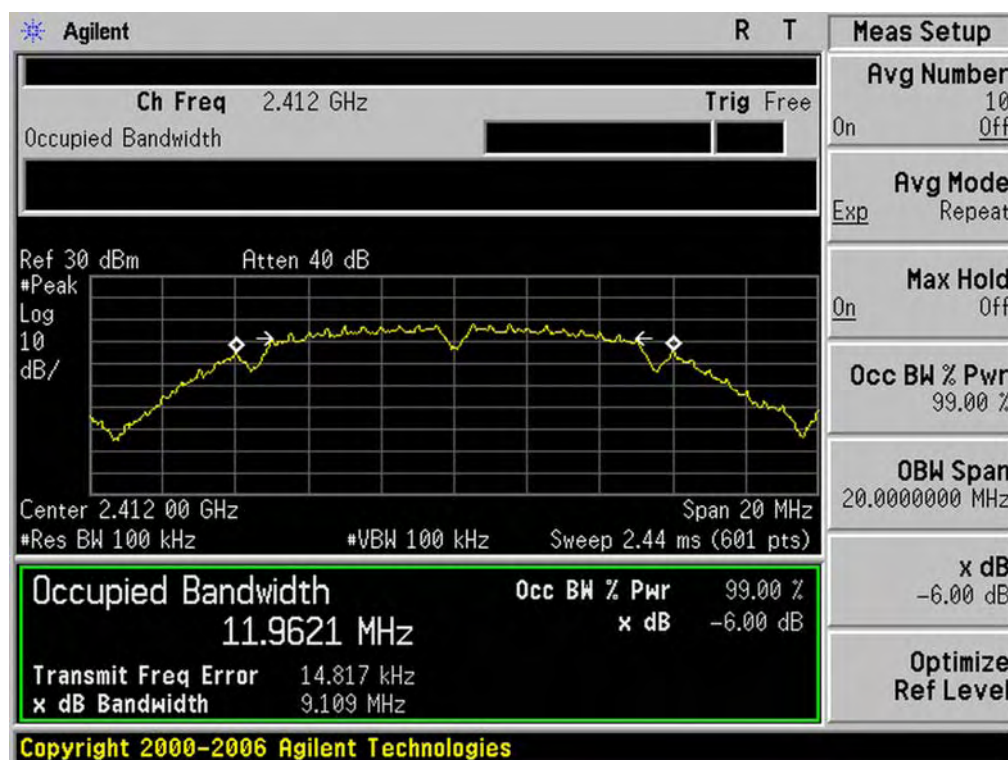 Agilent R T
Meas Setup
Ch Freq 2.412 GHz Trig Free
Occupied Bandwidth
Avg Number
10
On Off
Avg Mode
Exp Repeat
Max Hold
On Off
Occ BW % Pwr
99.00 %
OBW Span
20.0000000 MHz
x dB
-6.00 dB
Optimize
Ref Level
Ref 30 dBm Atten 40 dB
#Peak
Log
10
dB/
Center 2.412 00 GHz Span 20 MHz
#Res BW 100 kHz #VBW 100 kHz Sweep 2.44 ms (601 pts)
Occupied Bandwidth Occ BW % Pwr 99.00 %
11.9621 MHz x dB -6.00 dB
Transmit Freq Error 14.817 kHz
x dB Bandwidth 9.109 MHz
Copyright 2000-2006 Agilent Technologies